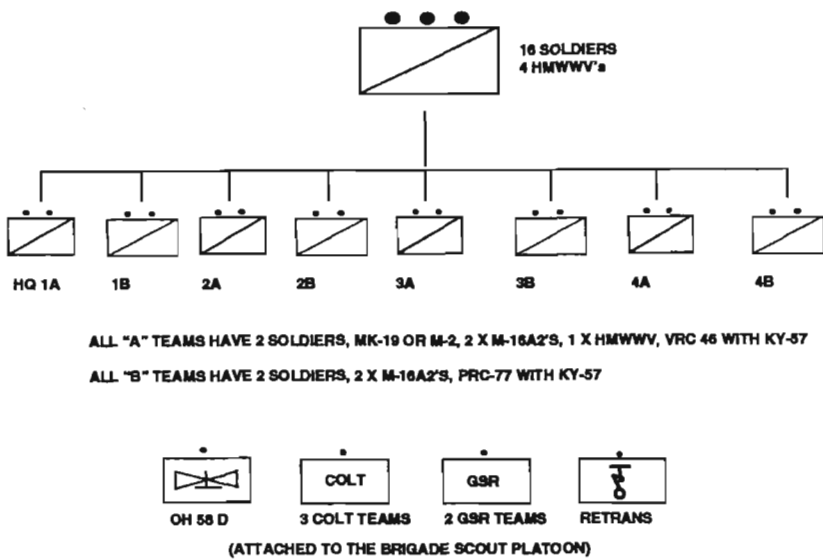 16 SOLDIERS
4 HMWWV's
HQ 1A 1B 2A 2B 3A 3B 4A 4B
ALL "A" TEAMS HAVE 2 SOLDIERS, MK-19 OR M-2, 2 X M-16A2'S, 1 X HMWWV, VRC 46 WITH KY-57
ALL "B" TEAMS HAVE 2 SOLDIERS, 2 X M-16A2'S, PRC-77 WITH KY-57
COLT GSR
OH 58 D 3 COLT TEAMS 2 GSR TEAMS RETRANS
(ATTACHED TO THE BRIGADE SCOUT PLATOON)